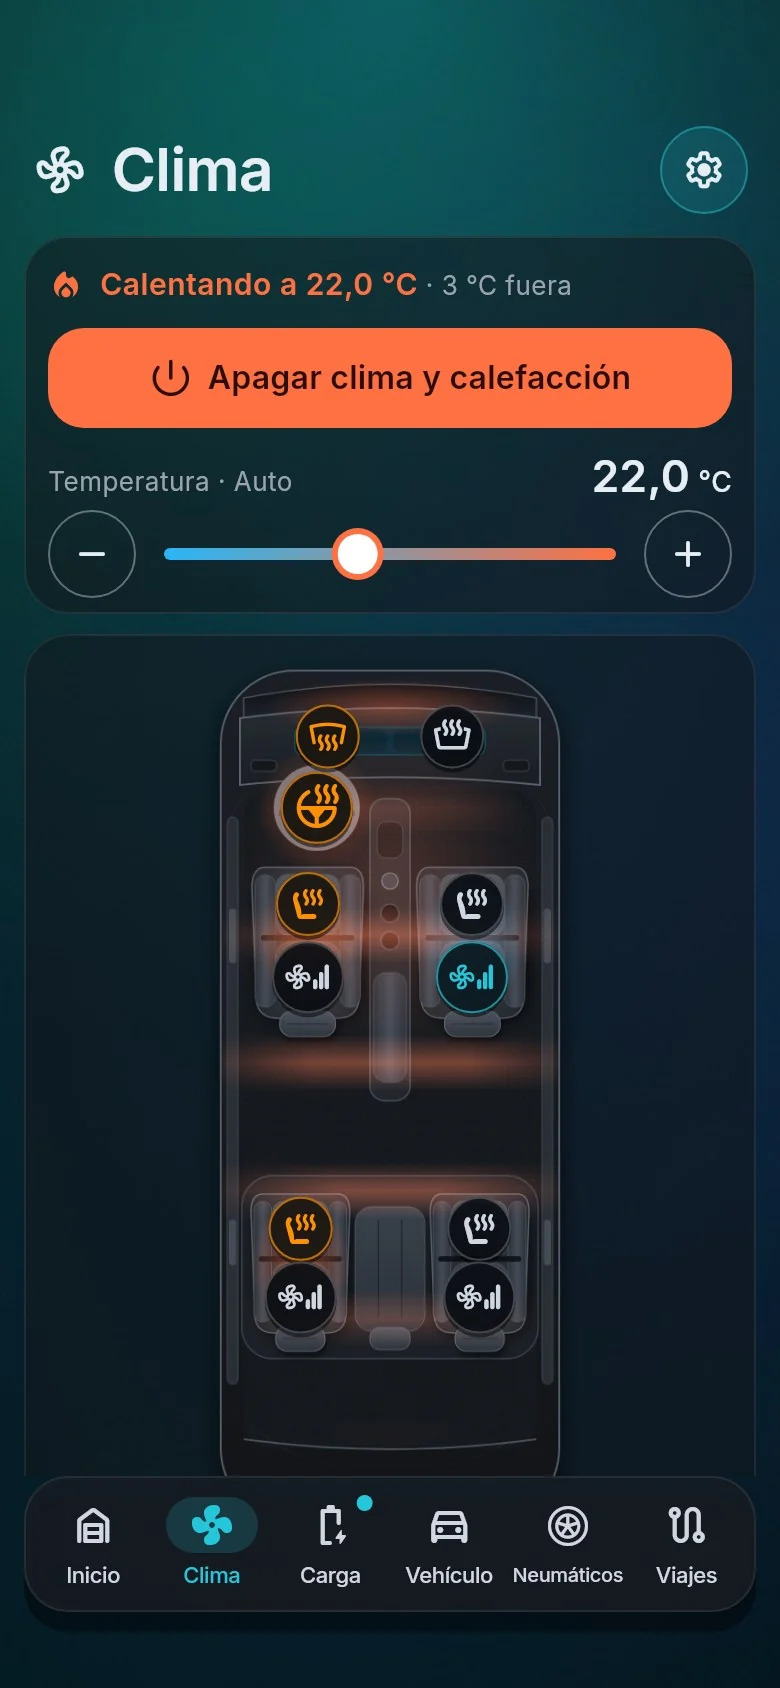 Clima
Calentando a 22,0 °C · 3 °C fuera
Apagar clima y calefacción
Temperatura · Auto 22,0 °C
Inicio Clima Carga Vehículo Neumáticos Viajes